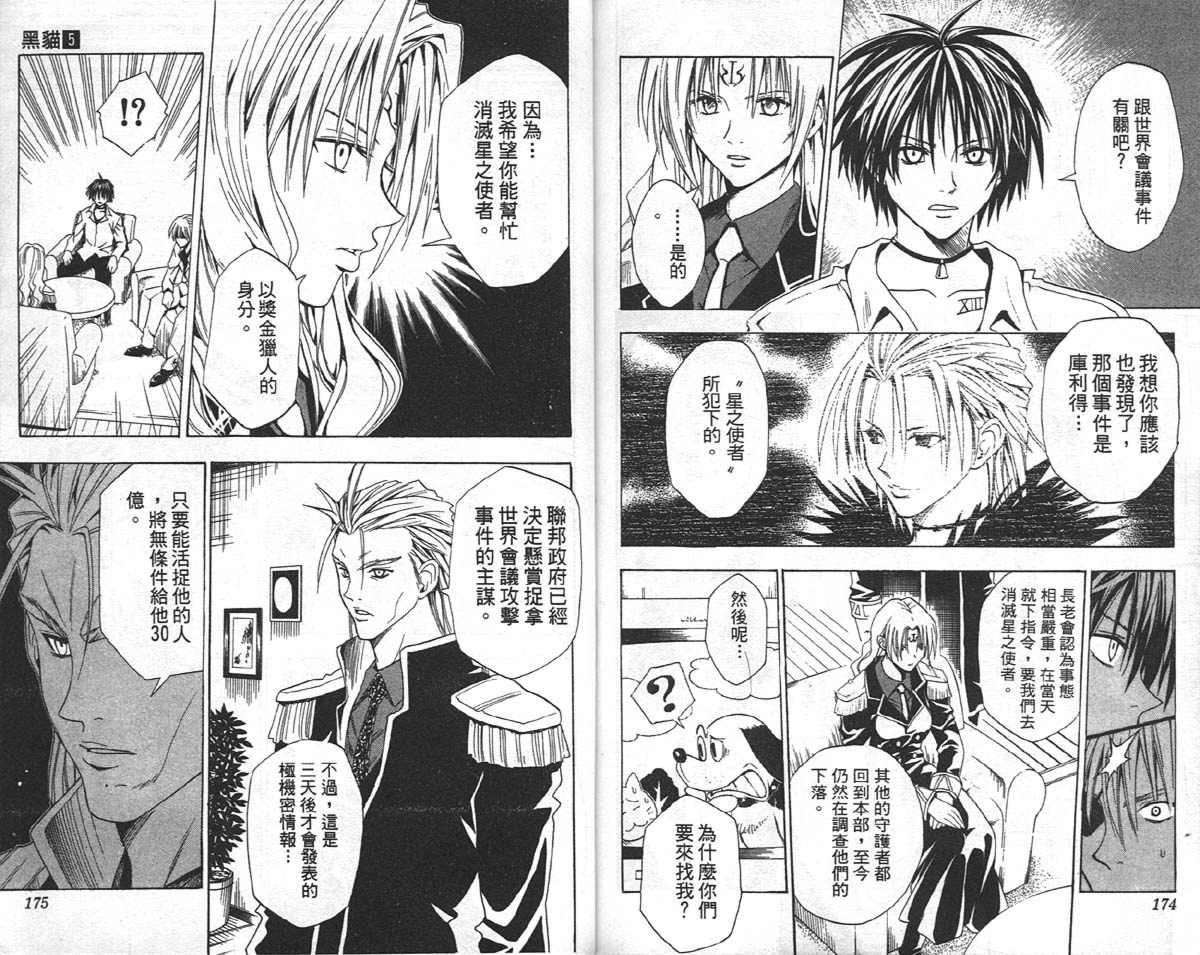 跟世界會議事件
有關吧？
……是的
。
XIII
我想你應該
也發現了，
那個事件是
庫利得…
〝星之使者〞
所犯下的。
長老會認為事態
相當嚴重，在當天
就下指令，要我們去
消滅星之使者。
其他的守護者都
回到本部，至今
仍然在調查他們的
下落。
然後呢…
?
為什麼你們
要來找我？
174
黑貓5
因為…
我希望你能幫忙
消滅星之使者。
以獎金獵人的
身分。
!?
聯邦政府已經
決定懸賞捉拿
世界會議攻擊
事件的主謀。
不過，這是
三天後才會發表的
極機密情報…
只要能活捉他的人
，將無條件給他30
億。
175